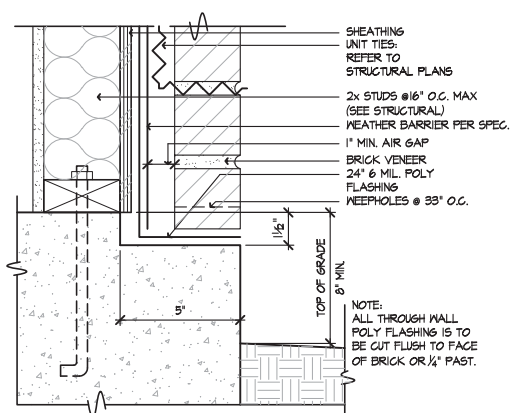 SHEATHING
UNIT TIES:
REFER TO
STRUCTURAL PLANS
2x STUDS @16" O.C. MAX
(SEE STRUCTURAL)
WEATHER BARRIER PER SPEC.
1" MIN. AIR GAP
BRICK VENEER
24" 6 MIL. POLY
FLASHING
WEEPHOLES @ 33" O.C.
1½"
TOP OF GRADE
8" MIN.
5"
NOTE:
ALL THROUGH WALL
POLY FLASHING IS TO
BE CUT FLUSH TO FACE
OF BRICK OR ¼" PAST.